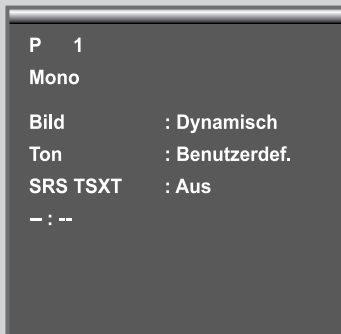 P 1
Mono
Bild : Dynamisch
Ton : Benutzerdef.
SRS TSXT : Aus
– : --